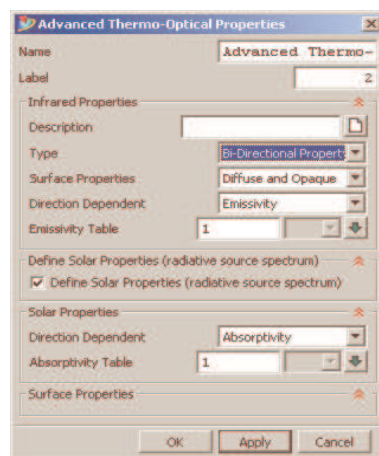 Advanced Thermo-Optical Properties
Name Advanced Thermo-
Label 2
Infrared Properties
Description
Type Bi-Directional Propert
Surface Properties Diffuse and Opaque
Direction Dependent Emissivity
Emissivity Table 1
Define Solar Properties (radiative source spectrum)
Define Solar Properties (radiative source spectrum)
Solar Properties
Direction Dependent Absorptivity
Absorptivity Table 1
Surface Properties
OK Apply Cancel